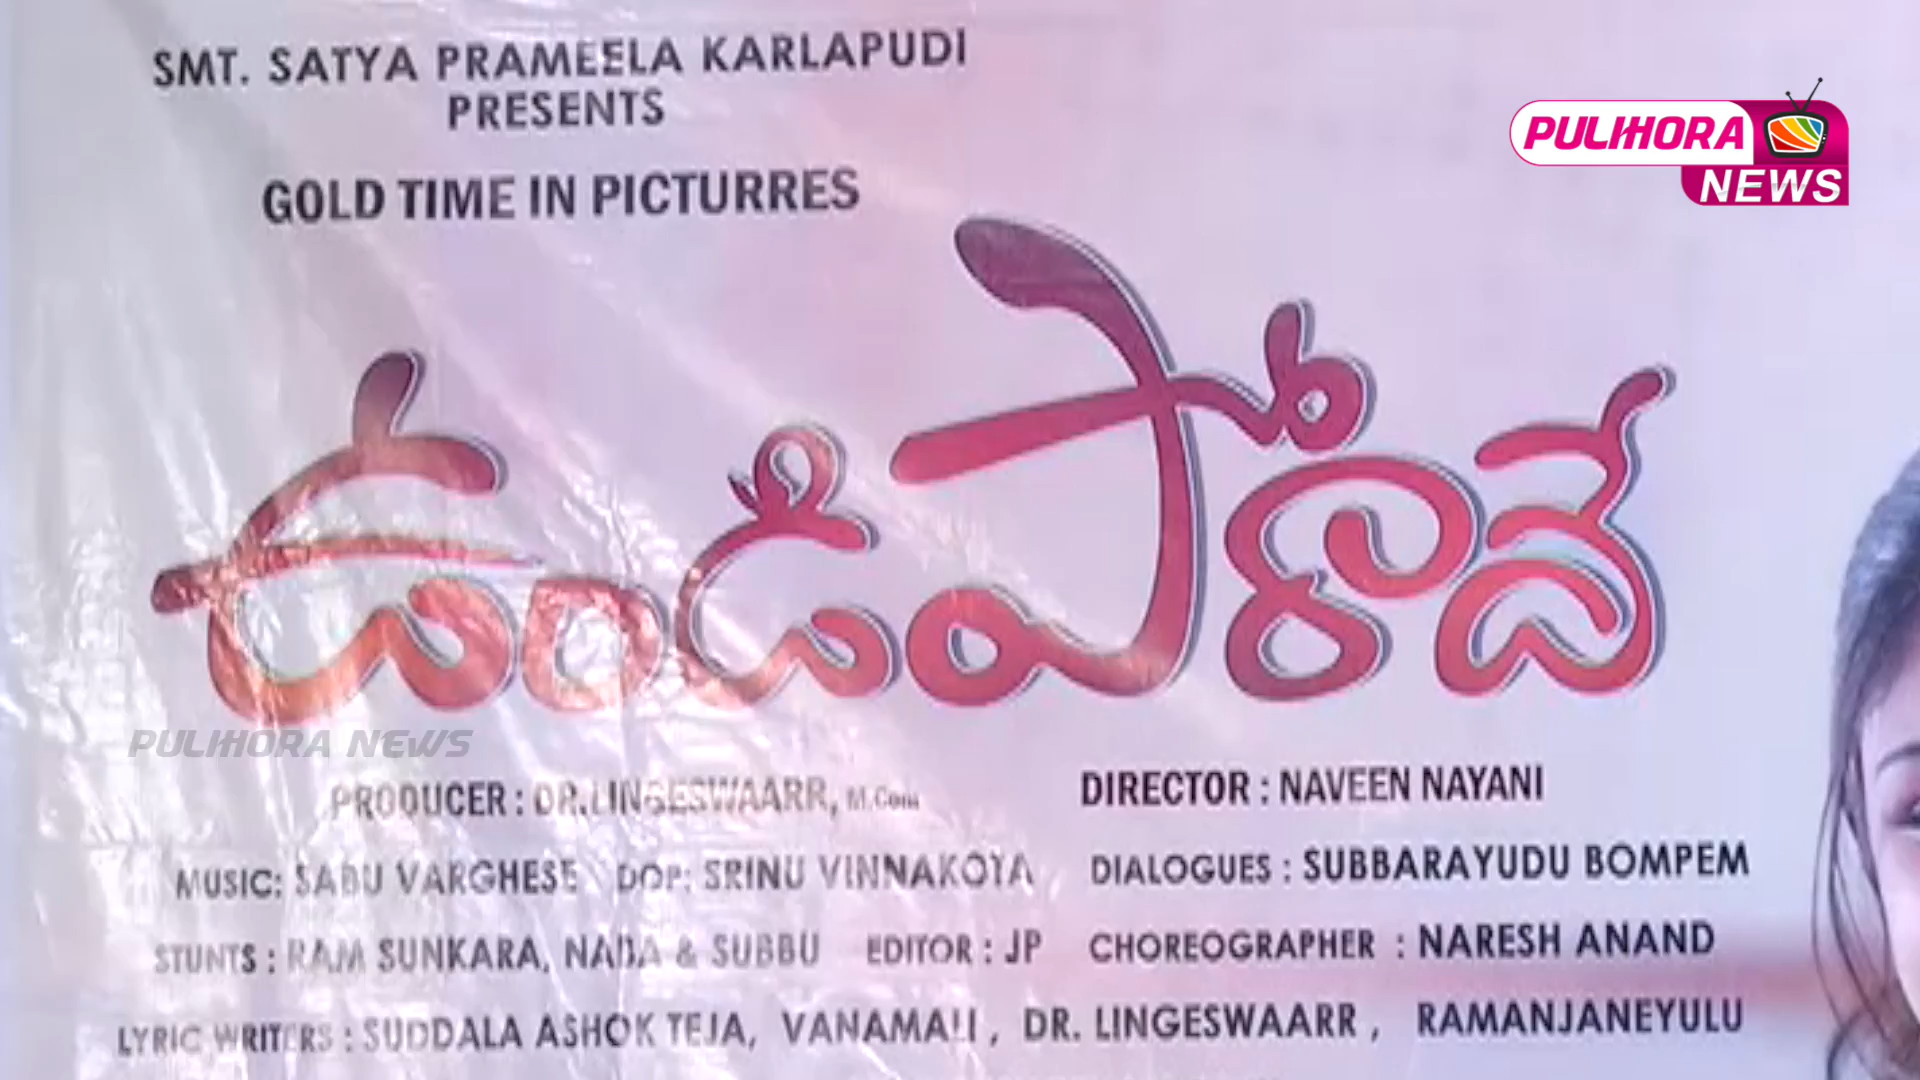 SMT. SATYA PRAMEELA KARLAPUDI
PRESENTS
GOLD TIME IN PICTURRES
PULIHORA
NEWS
ఉండిపోరాదే
PULIHORA NEWS
PRODUCER : DR.LINGESWAARR, M.Com
DIRECTOR : NAVEEN NAYANI
MUSIC: SABU VARGHESE DOP: SRINU VINNAKOTA
DIALOGUES : SUBBARAYUDU BOMPEM
STUNTS : RAM SUNKARA, NABA & SUBBU EDITOR : JP
CHOREOGRAPHER : NARESH ANAND
LYRIC WRITERS : SUDDALA ASHOK TEJA, VANAMALI, DR. LINGESWAARR, RAMANJANEYULU